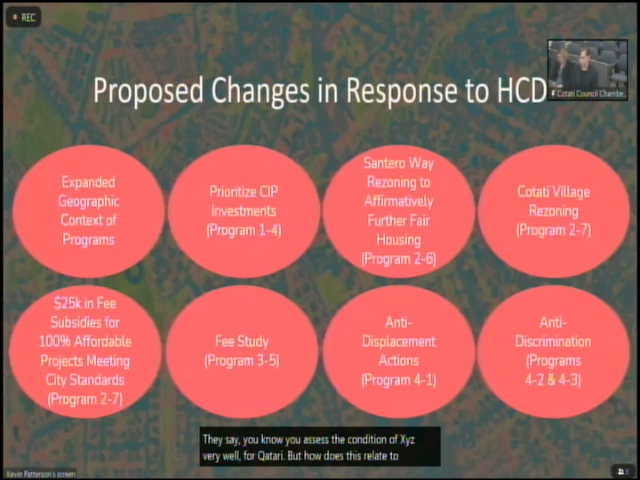 REC
Proposed Changes in Response to HCD
Cotati Council Chambe..
Expanded
Geographic
Context of
Programs
Prioritize CIP
Investments
(Program 1-4)
Santero Way
Rezoning to
Affirmatively
Further Fair
Housing
(Program 2-6)
Cotati Village
Rezoning
(Program 2-7)
$25k in Fee
Subsidies for
100% Affordable
Projects Meeting
City Standards
(Program 2-7)
Fee Study
(Program 3-5)
Anti-
Displacement
Actions
(Program 4-1)
Anti-
Discrimination
(Programs
4-2 & 4-3)
They say, you know you assess the condition of Xyz
very well, for Qatari. But how does this relate to
Kevin Patterson's screen